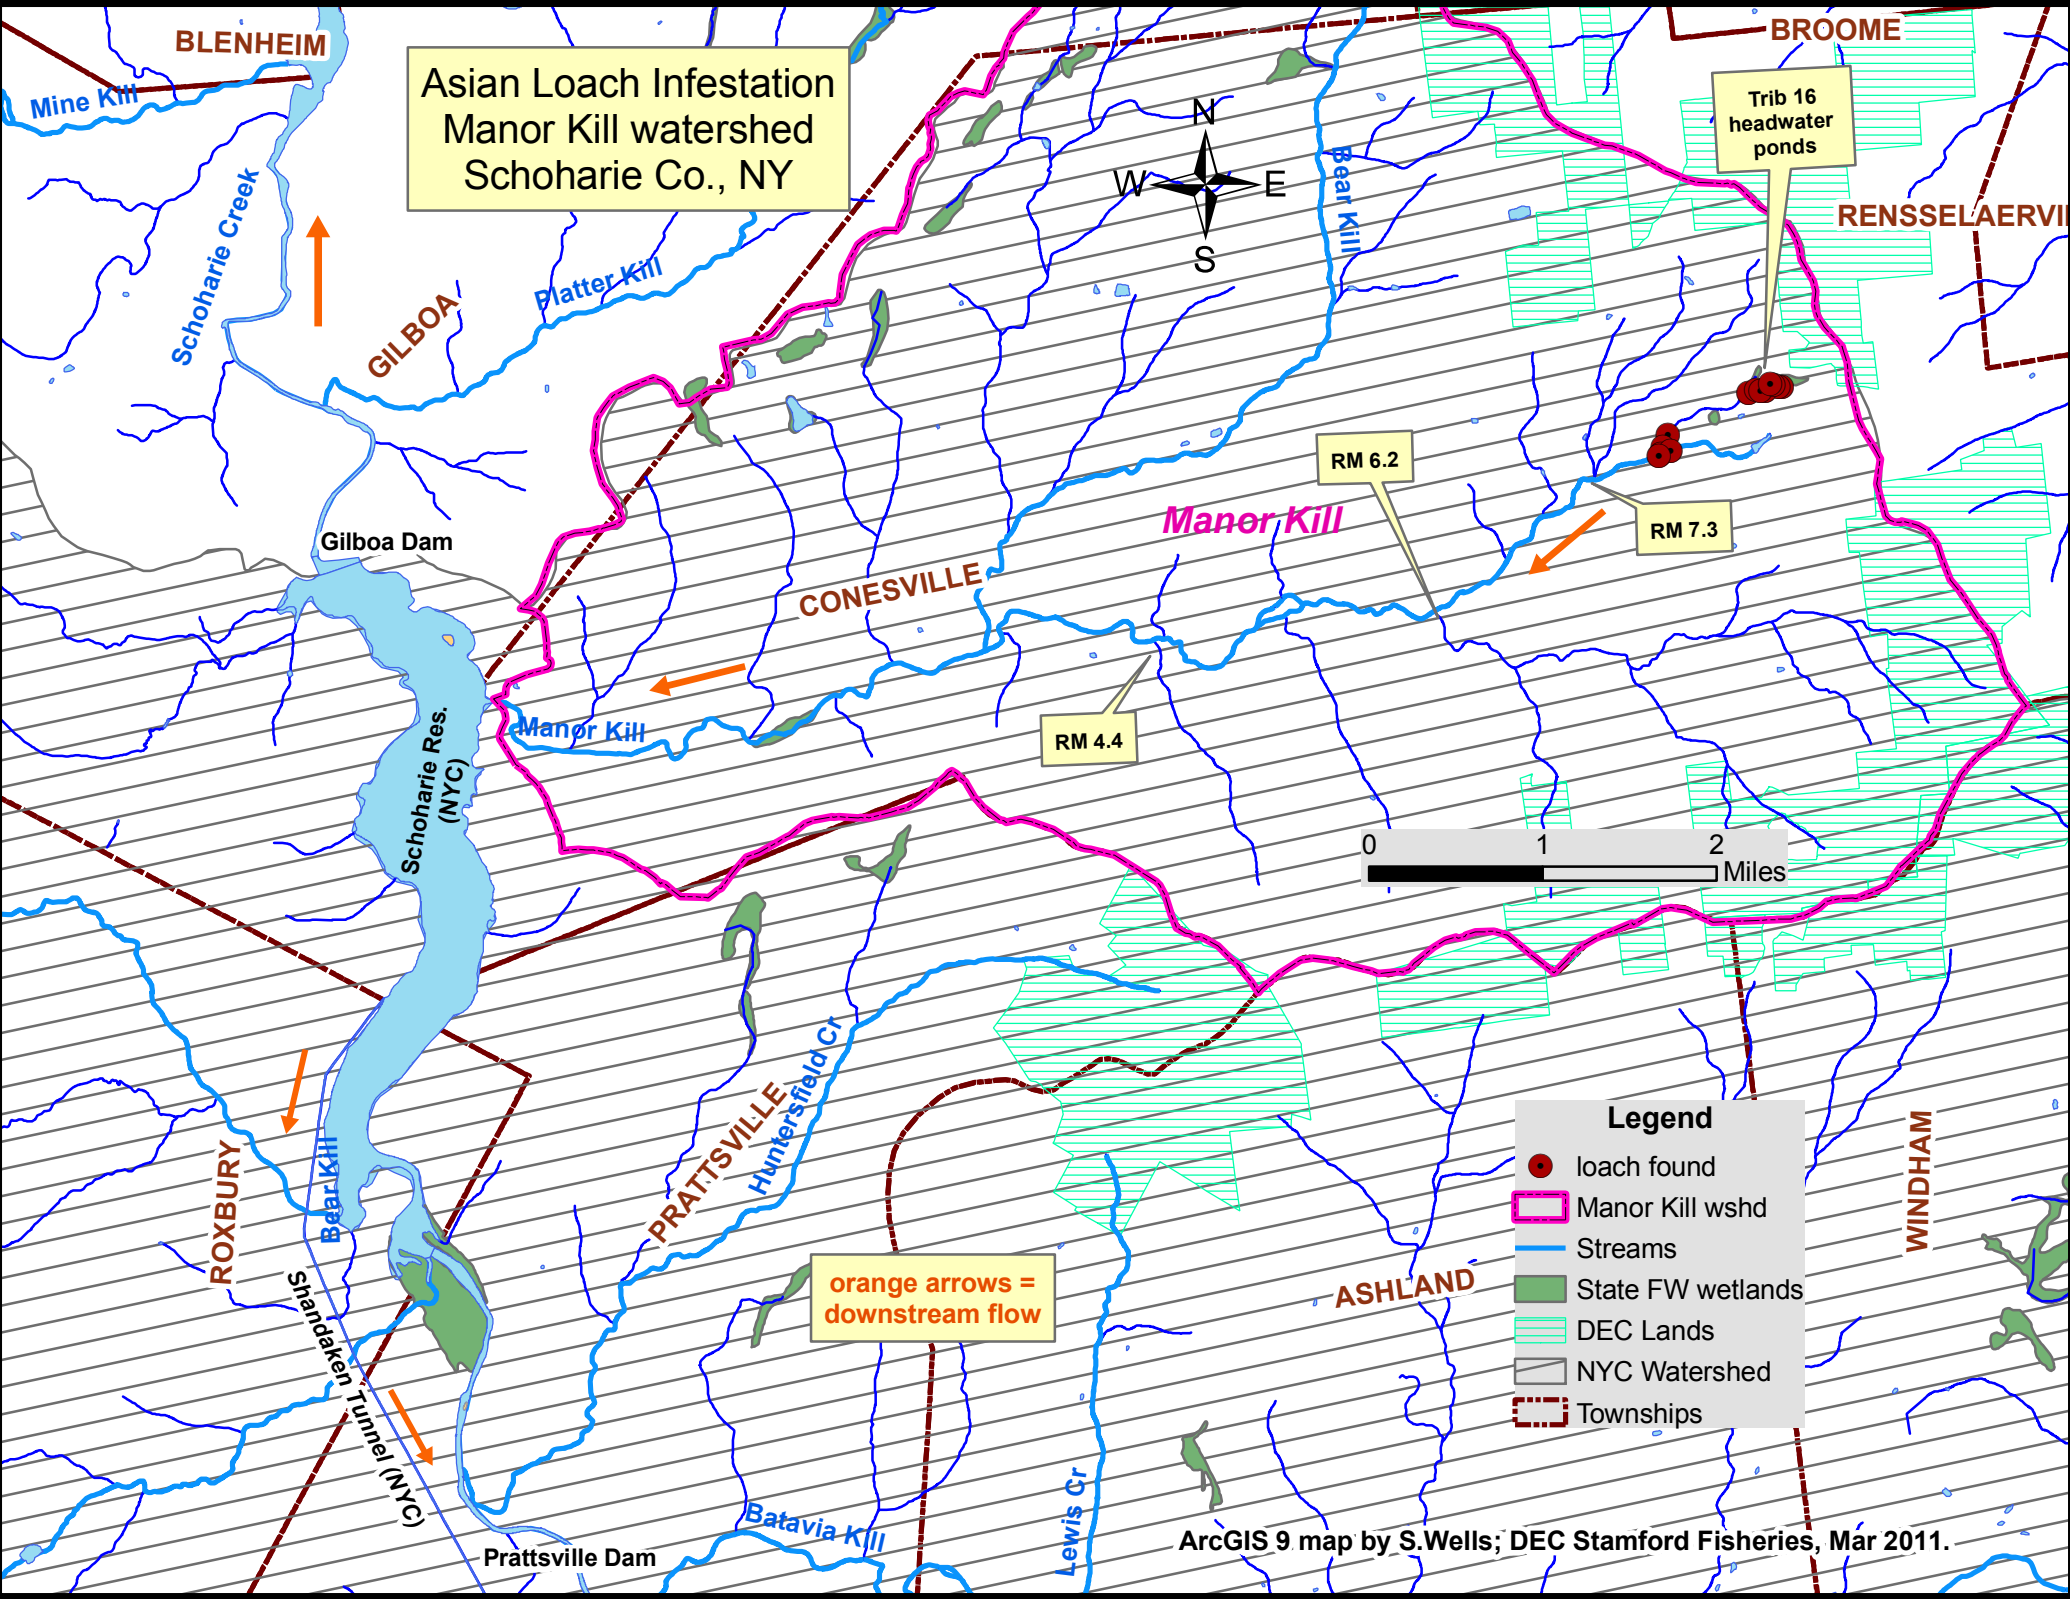 BLENHEIM
BROOME
Asian Loach Infestation
Manor Kill watershed
Schoharie Co., NY
Mine Kill
Trib 16
headwater
ponds
N
W
E
S
Bear Kill
Schoharie Creek
Platter Kill
GILBOA
RM 6.2
Manor Kill
RM 7.3
Gilboa Dam
CONESVILLE
Manor Kill
RM 4.4
Schoharie Res.
(NYC)
0
1
2
Miles
Legend
loach found
Manor Kill wshd
Streams
State FW wetlands
DEC Lands
NYC Watershed
Townships
Huntersfield Cr
PRATTSVILLE
ROXBURY
Bear Kill
WINDHAM
orange arrows =
downstream flow
ASHLAND
Shandaken Tunnel (NYC)
Batavia Kill
Lewis Cr
Prattsville Dam
ArcGIS 9 map by S.Wells; DEC Stamford Fisheries, Mar 2011.